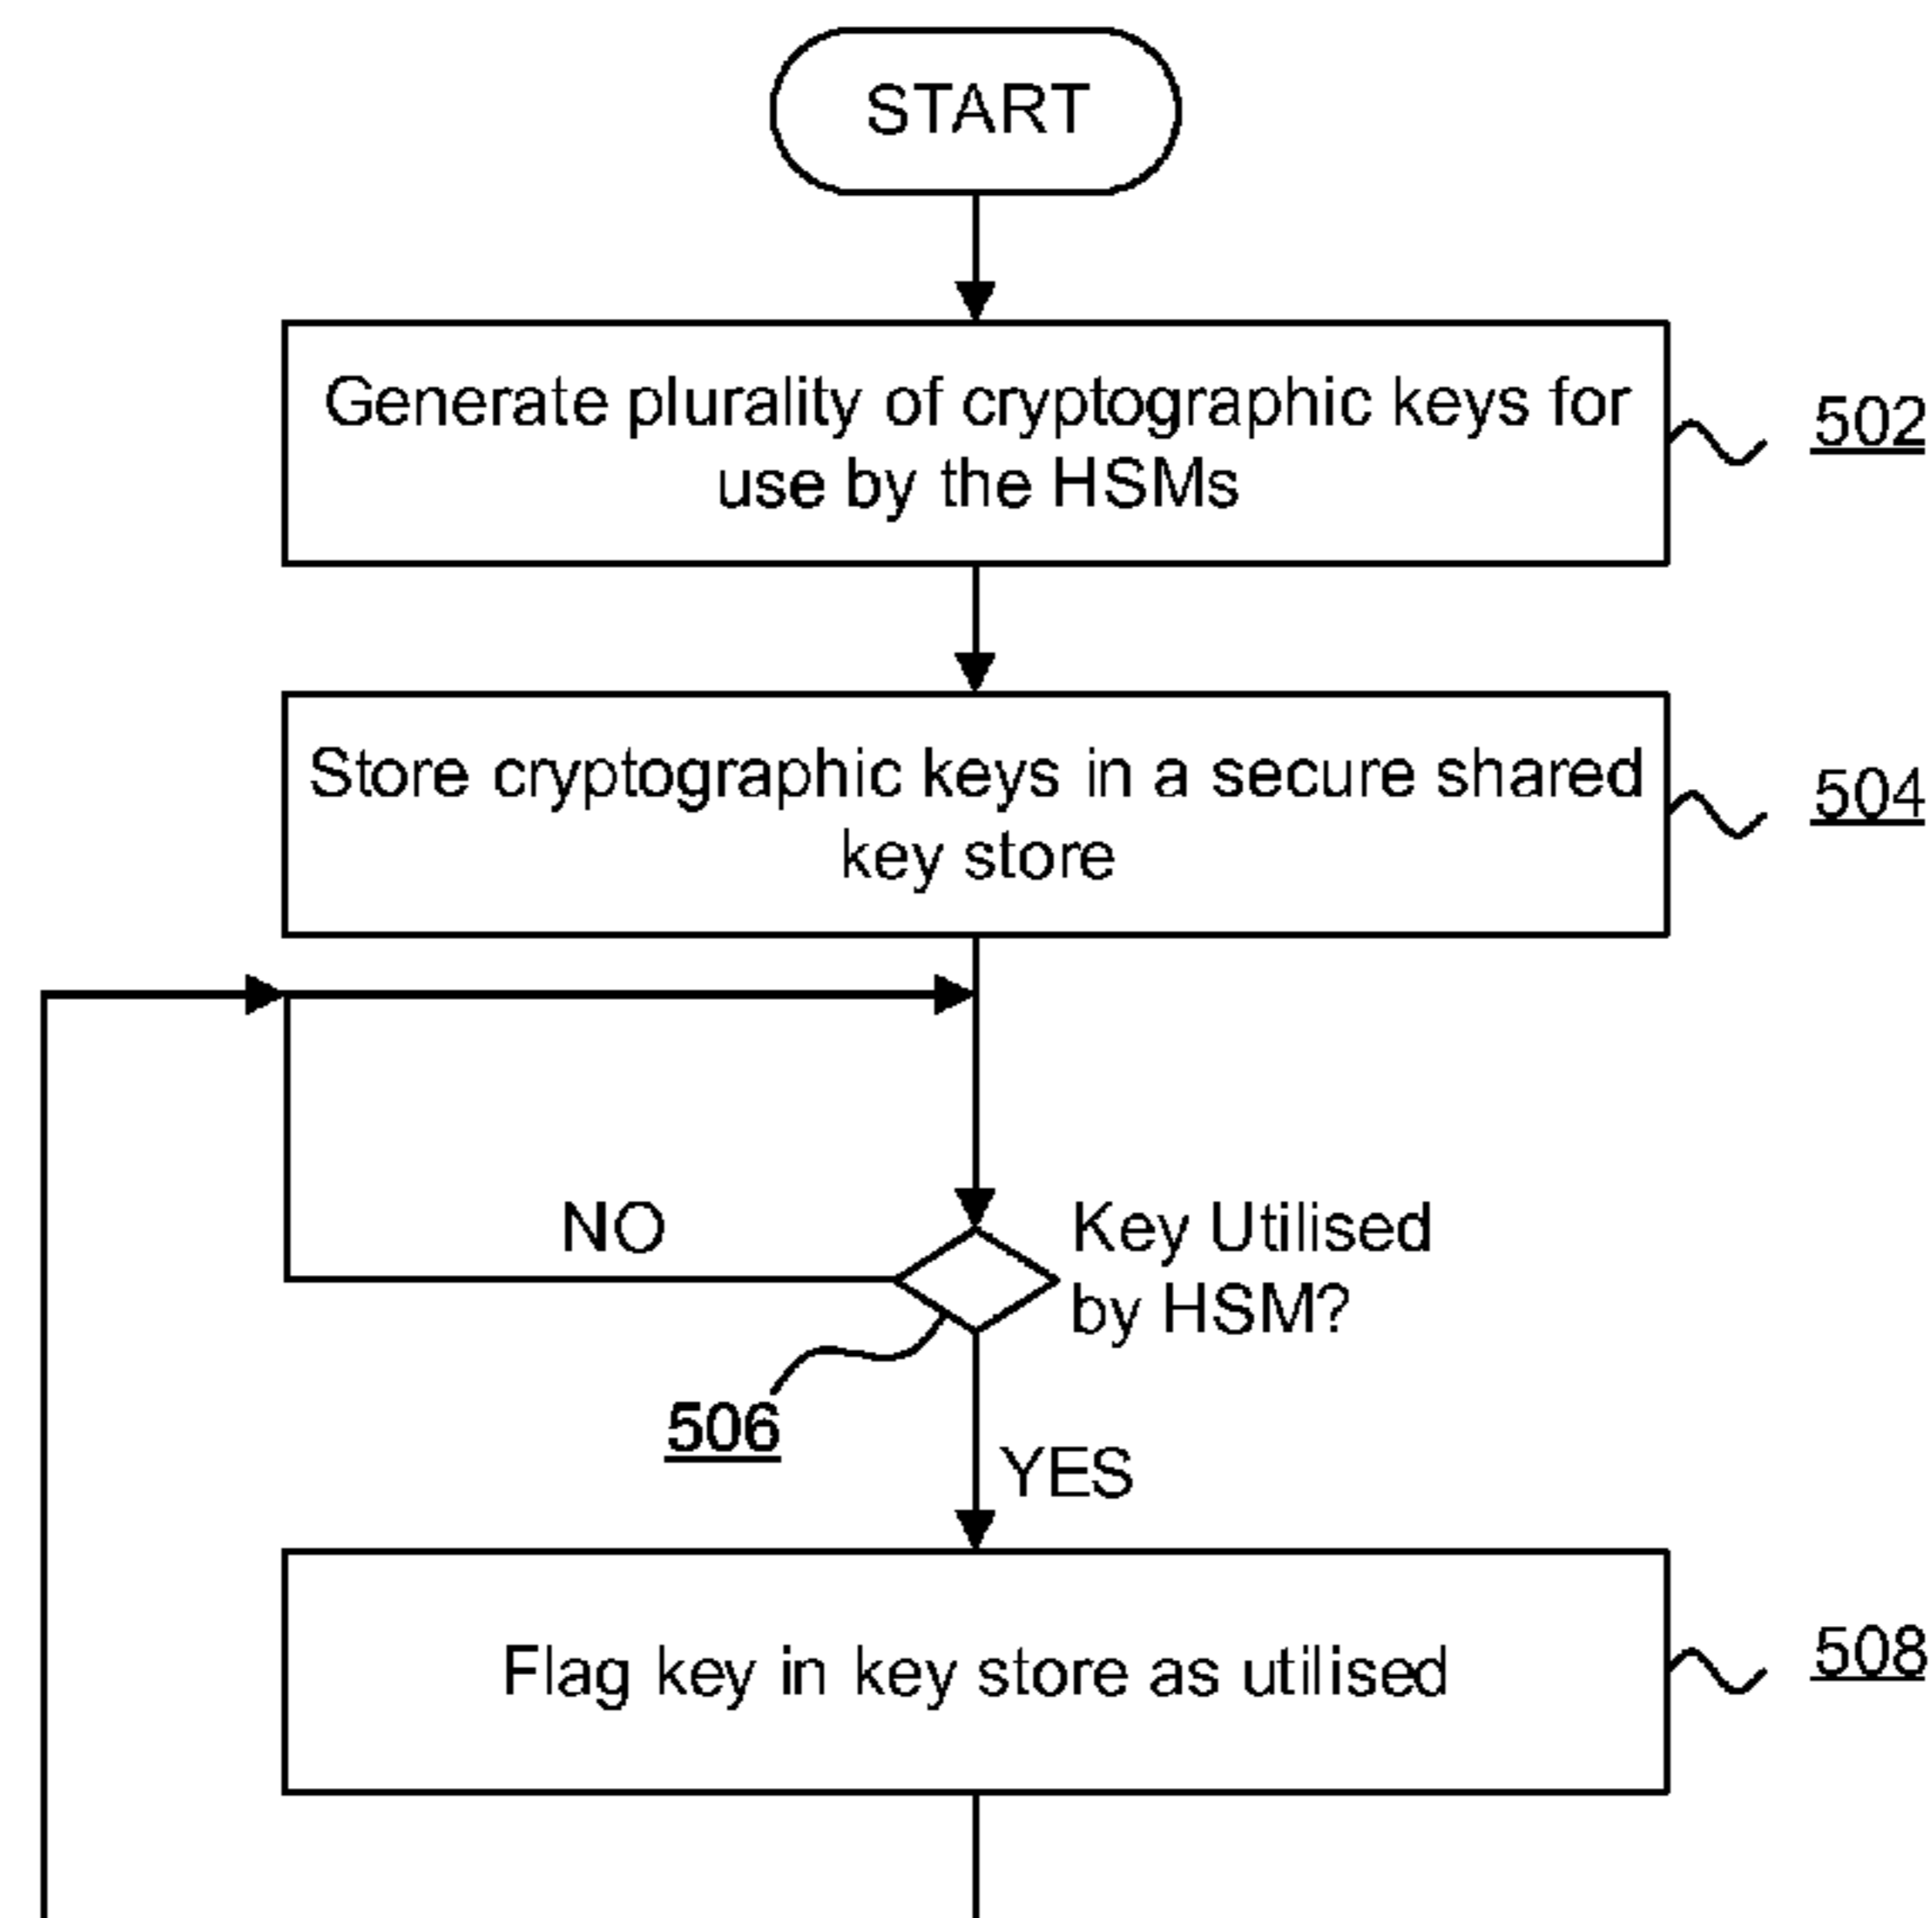 START
Generate plurality of cryptographic keys for
use by the HSMs
502
Store cryptographic keys in a secure shared
key store
504
NO
Key Utilised
by HSM?
506
YES
Flag key in key store as utilised
508